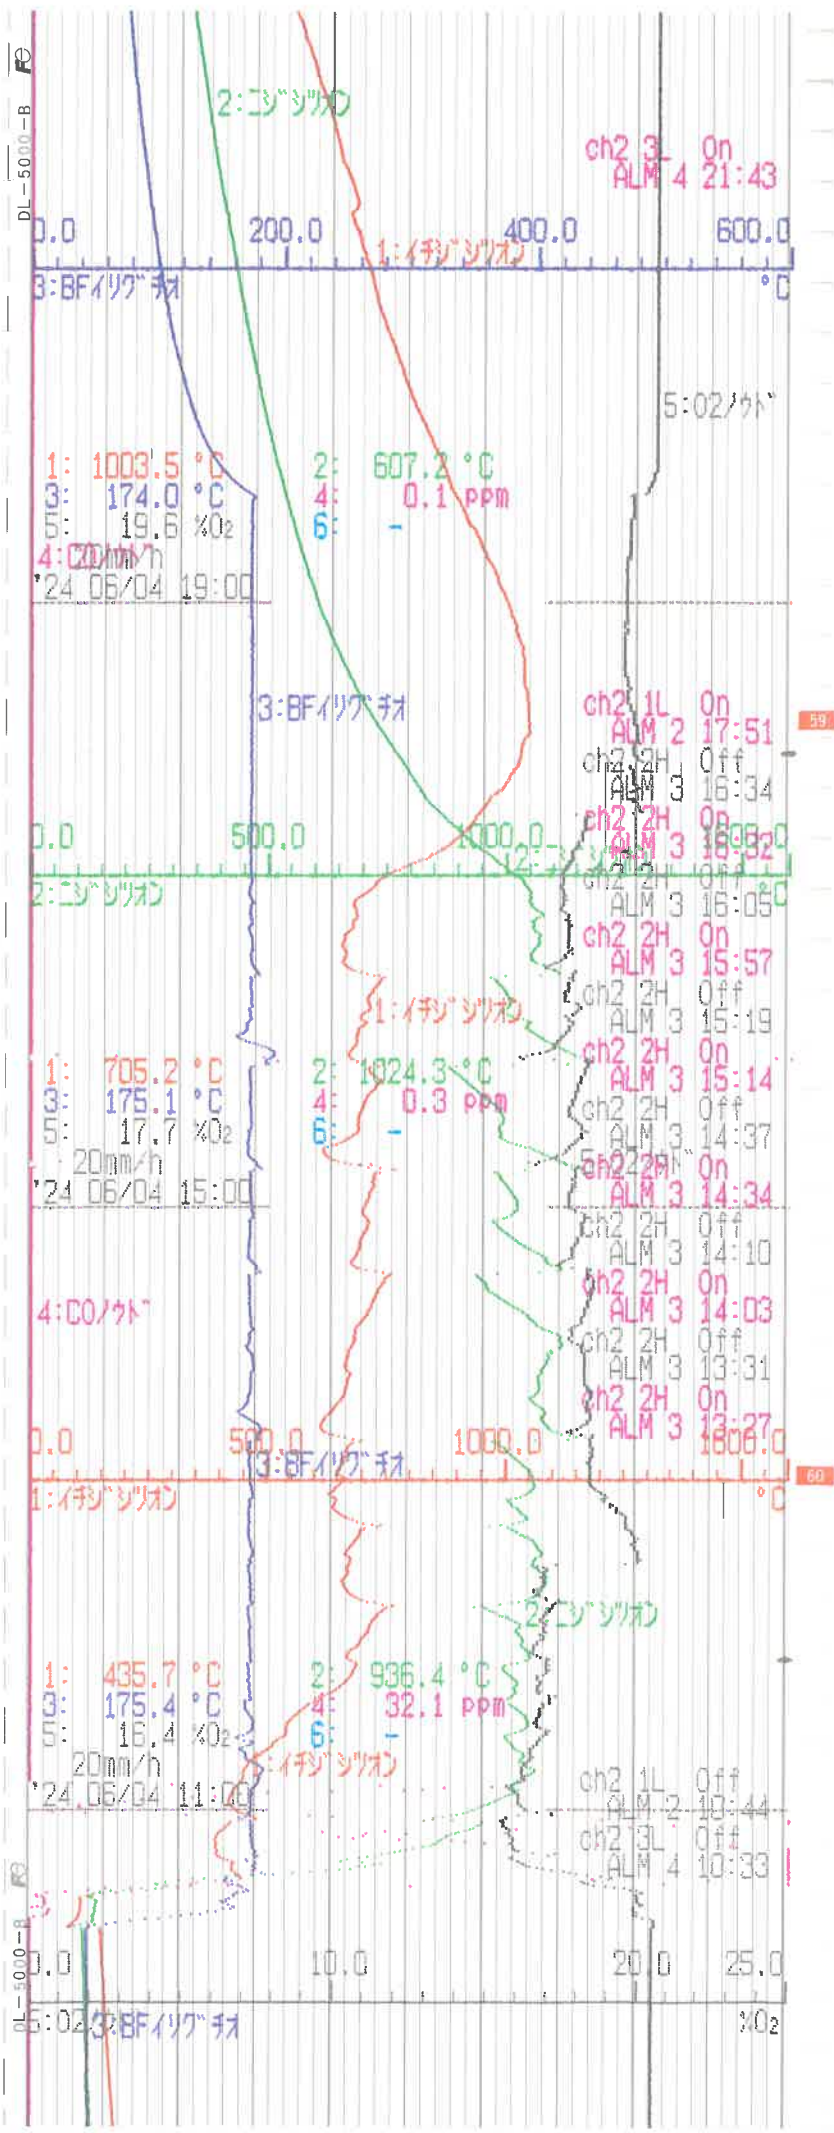 DL-5000-B
2:ニジ゛シツオン
ch2 3L On
ALM 4 21:43
0.0 200.0 400.0 600.0
1:イチジ゛シツオン
3:BFイリグ゛チオ
°C
5:O2ノウド゛
1: 1003.5 °C 2: 607.2 °C
3: 174.0 °C 4: 0.1 ppm
5: 19.6 %O2 6: -
4:COノウド゛
20mm/h
'24 06/04 19:00
3:BFイリグ゛チオ
ch2 1L On
ALM 2 17:51
59
ch2 2H Off
ALM 3 16:34
ch2 2H On
ALM 3 16:32
0.0 500.0 1000.0 1600.0
2:ニジ゛シツオン
°C
ch2 2H Off
ALM 3 16:05
ch2 2H On
ALM 3 15:57
ch2 2H Off
ALM 3 15:19
1:イチジ゛シツオン
ch2 2H On
ALM 3 15:14
1: 705.2 °C 2: 1024.3 °C
3: 175.1 °C 4: 0.3 ppm
5: 17.7 %O2 6: -
ch2 2H Off
ALM 3 14:37
20mm/h
'24 06/04 15:00
ch2 2H On
ALM 3 14:34
ch2 2H Off
ALM 3 14:10
4:COノウド゛
ch2 2H On
ALM 3 14:03
ch2 2H Off
ALM 3 13:31
ch2 2H On
ALM 3 13:27
0.0 500.0 1000.0 1600.0
3:BFイリグ゛チオ
60
1:イチジ゛シツオン
°C
2:ニジ゛シツオン
1: 435.7 °C 2: 936.4 °C
3: 175.4 °C 4: 32.1 ppm
5: 16.4 %O2 6: -
20mm/h
'24 06/04 11:00
1:イチジ゛シツオン
ch2 1L Off
ALM 2 10:44
ch2 3L Off
ALM 4 10:33
DL-5000-B
0.0 10.0 20.0 25.0
3:BFイリグ゛チオ
%O2